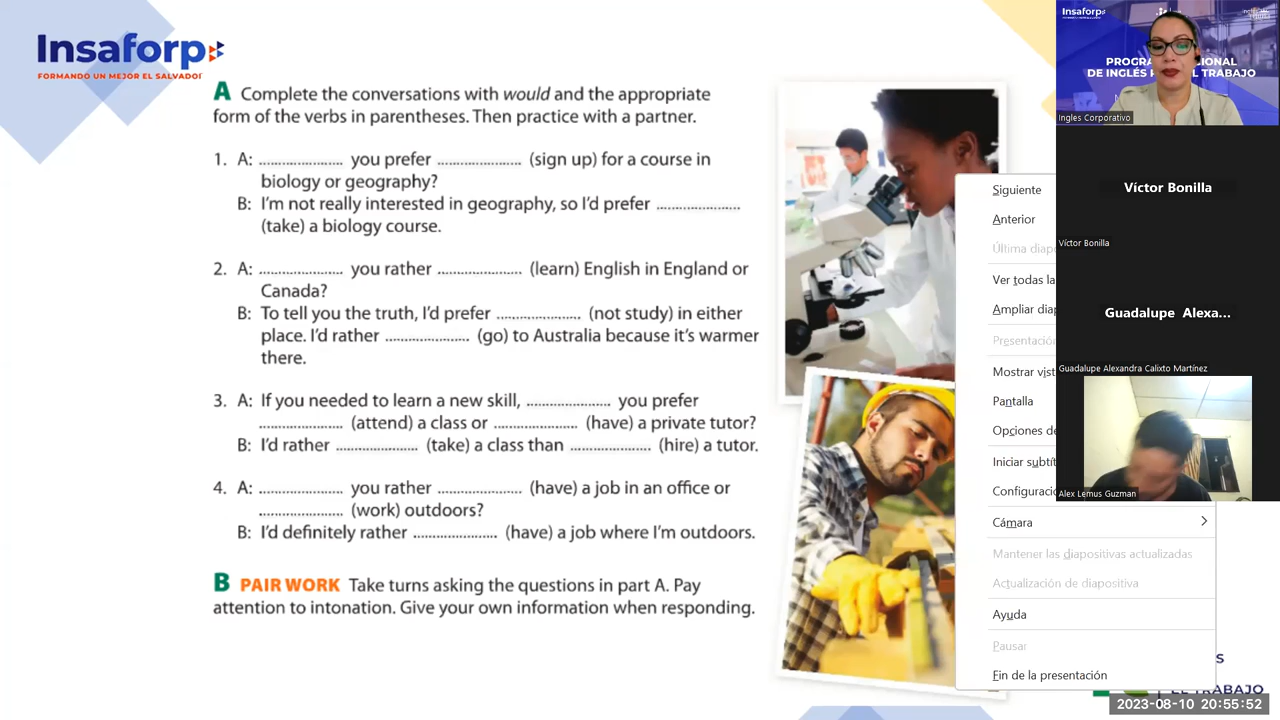 Insaforp
FORMANDO UN MEJOR EL SALVADOR
A Complete the conversations with would and the appropriate
form of the verbs in parentheses. Then practice with a partner.
1. A: ..................... you prefer ..................... (sign up) for a course in
biology or geography?
B: I'm not really interested in geography, so I'd prefer .....................
(take) a biology course.
2. A: ..................... you rather ..................... (learn) English in England or
Canada?
B: To tell you the truth, I'd prefer ..................... (not study) in either
place. I'd rather ..................... (go) to Australia because it's warmer
there.
3. A: If you needed to learn a new skill, ..................... you prefer
..................... (attend) a class or ..................... (have) a private tutor?
B: I'd rather ..................... (take) a class than ..................... (hire) a tutor.
4. A: ..................... you rather ..................... (have) a job in an office or
..................... (work) outdoors?
B: I'd definitely rather ..................... (have) a job where I'm outdoors.
B PAIR WORK Take turns asking the questions in part A. Pay
attention to intonation. Give your own information when responding.
Siguiente
Anterior
Última diap
Ver todas la
Ampliar diap
Presentación
Mostrar vist
Pantalla
Opciones de
Iniciar subtít
Configuració
Cámara
Mantener las diapositivas actualizadas
Actualización de diapositiva
Ayuda
Pausar
Fin de la presentación
Insaforp
DE INGLÉS TRABAJO
Ingles Corporativo
Víctor Bonilla
Víctor Bonilla
Guadalupe Alexa...
Guadalupe Alexandra Calixto Martínez
Alex Lemus Guzman
S
TRABAJO
2023-08-10 20:55:52